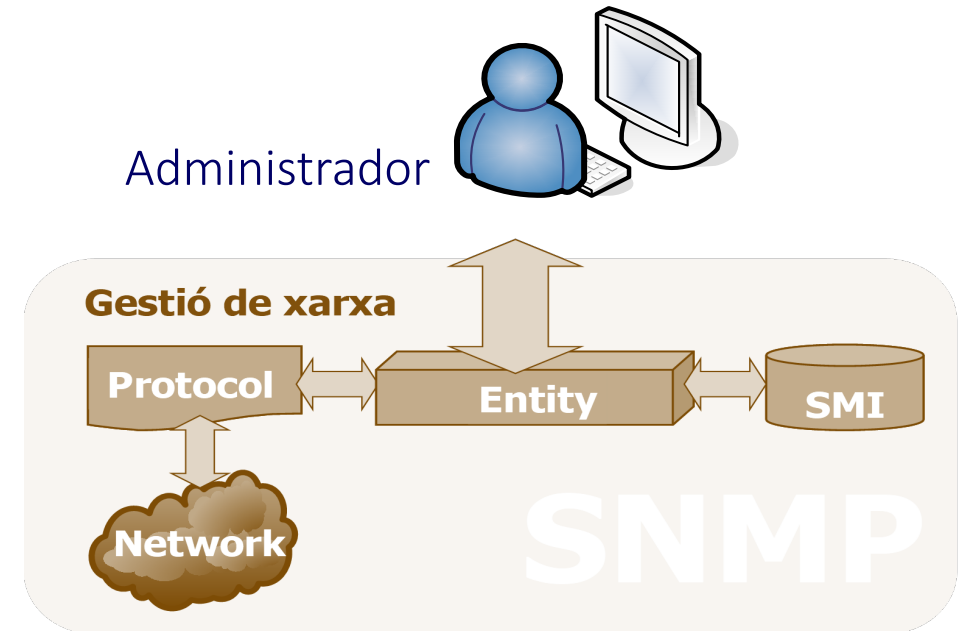 Administrador
Gestió de xarxa
Protocol
Entity
SMI
Network
SNMP